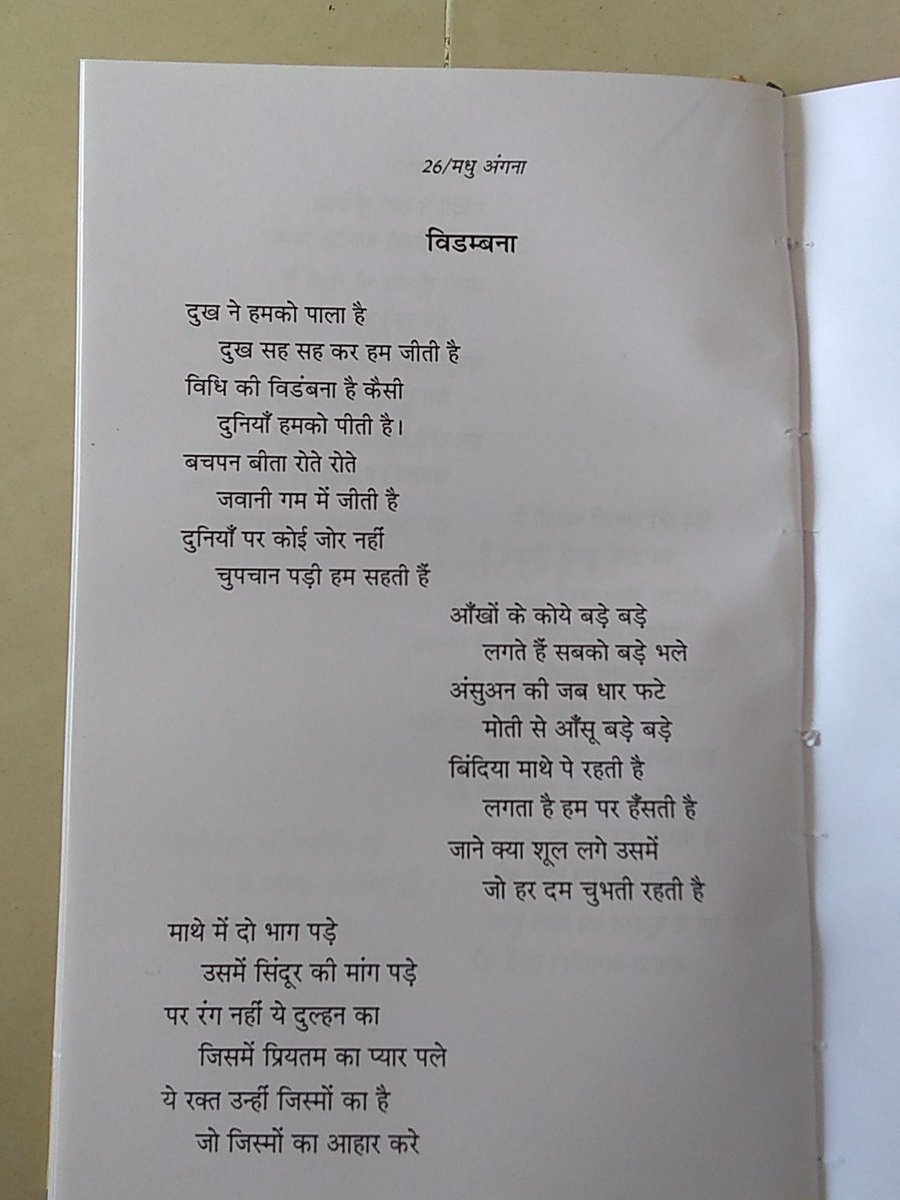 26/मधु अंगना
विडम्बना
दुख ने हमको पाला है
दुख सह सह कर हम जीती है
विधि की विडंबना है कैसी
दुनियाँ हमको पीती है।
बचपन बीता रोते रोते
जवानी गम में जीती है
दुनियाँ पर कोई जोर नहीं
चुपचान पड़ी हम सहती हैं
आँखों के कोये बड़े बड़े
लगते हैं सबको बड़े भले
अंसुअन की जब धार फटे
मोती से आँसू बड़े बड़े
बिंदिया माथे पे रहती है
लगता है हम पर हँसती है
जाने क्या शूल लगे उसमें
जो हर दम चुभती रहती है
माथे में दो भाग पड़े
उसमें सिंदूर की मांग पड़े
पर रंग नहीं ये दुल्हन का
जिसमें प्रियतम का प्यार पले
ये रक्त उन्हीं जिस्मों का है
जो जिस्मों का आहार करे